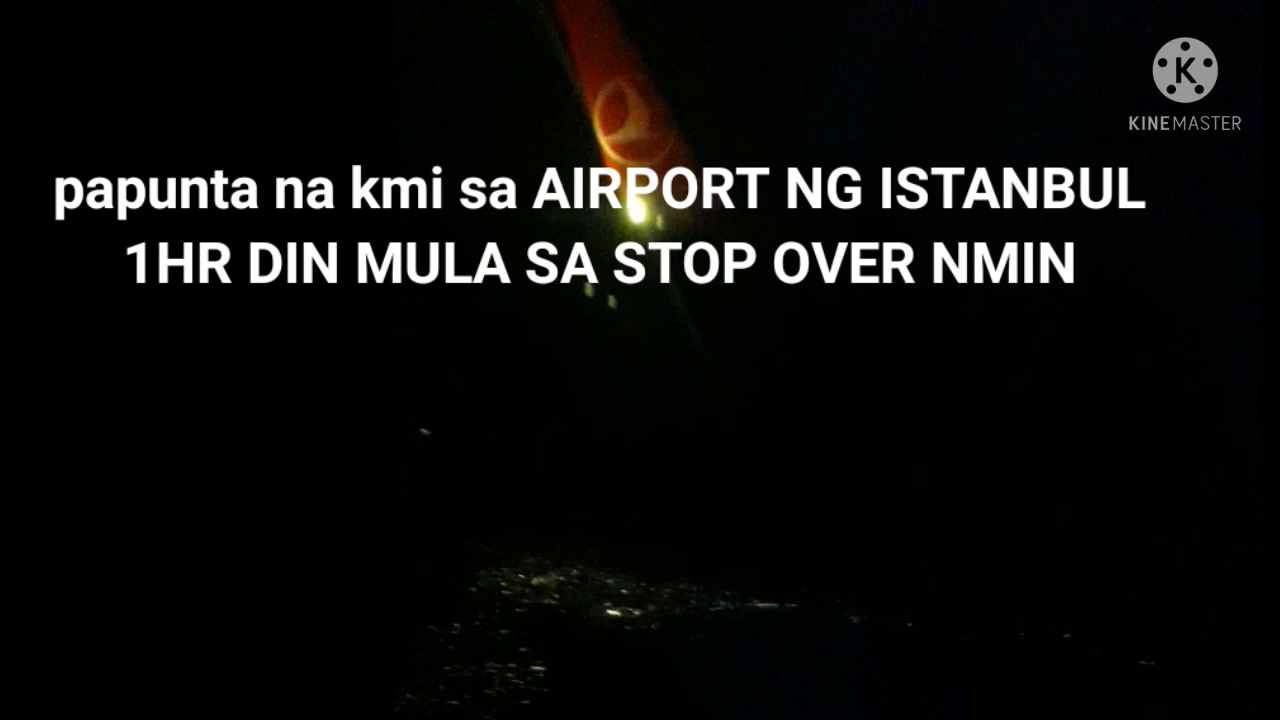 KINEMASTER
papunta na kmi sa AIRPORT NG ISTANBUL
1HR DIN MULA SA STOP OVER NMIN